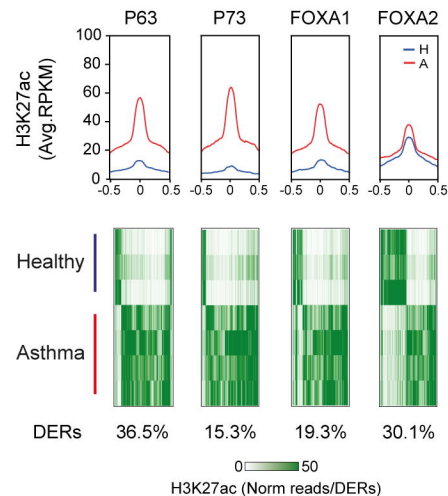 P63 P73 FOXA1 FOXA2
H3K27ac
(Avg.RPKM)
100
80
60
40
20
0
H
A
-0.5 0 0.5 -0.5 0 0.5 -0.5 0 0.5 -0.5 0 0.5
Healthy
Asthma
DERs 36.5% 15.3% 19.3% 30.1%
0 50
H3K27ac (Norm reads/DERs)